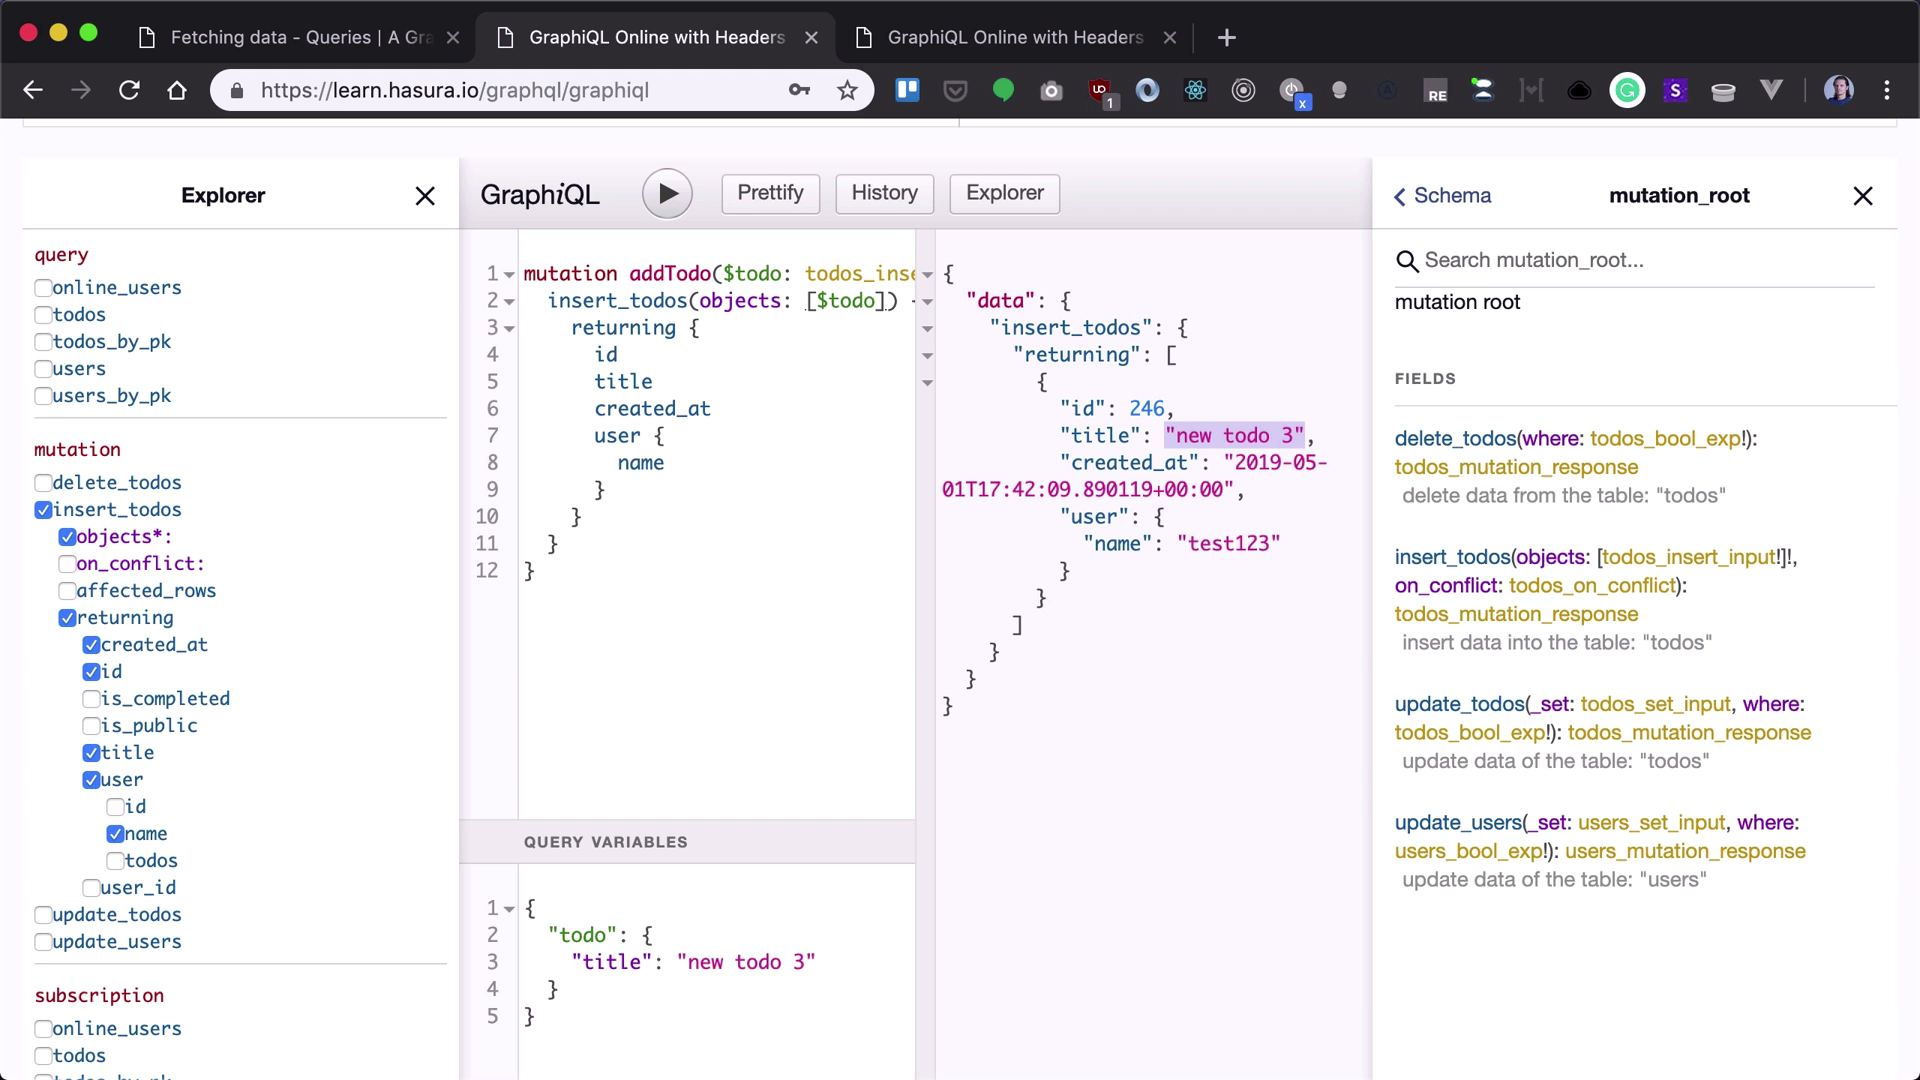 Fetching data - Queries | A Gra
GraphiQL Online with Headers
GraphiQL Online with Headers
https://learn.hasura.io/graphql/graphiql
1
x
RE
S
Explorer
query
online_users
todos
todos_by_pk
users
users_by_pk
mutation
delete_todos
insert_todos
objects*:
on_conflict:
affected_rows
returning
created_at
id
is_completed
is_public
title
user
id
name
todos
user_id
update_todos
update_users
subscription
online_users
todos
todos_by_pk
GraphiQL
Prettify
History
Explorer
1 mutation addTodo($todo: todos_inse
2 insert_todos(objects: [$todo])
3 returning {
4 id
5 title
6 created_at
7 user {
8 name
9 }
10 }
11 }
12 }
QUERY VARIABLES
1 {
2 "todo": {
3 "title": "new todo 3"
4 }
5 }
{
"data": {
"insert_todos": {
"returning": [
{
"id": 246,
"title": "new todo 3",
"created_at": "2019-05-
01T17:42:09.890119+00:00",
"user": {
"name": "test123"
}
}
]
}
}
}
Schema
mutation_root
Search mutation_root...
mutation root
FIELDS
delete_todos(where: todos_bool_exp!):
todos_mutation_response
delete data from the table: "todos"
insert_todos(objects: [todos_insert_input!]!,
on_conflict: todos_on_conflict):
todos_mutation_response
insert data into the table: "todos"
update_todos(_set: todos_set_input, where:
todos_bool_exp!): todos_mutation_response
update data of the table: "todos"
update_users(_set: users_set_input, where:
users_bool_exp!): users_mutation_response
update data of the table: "users"